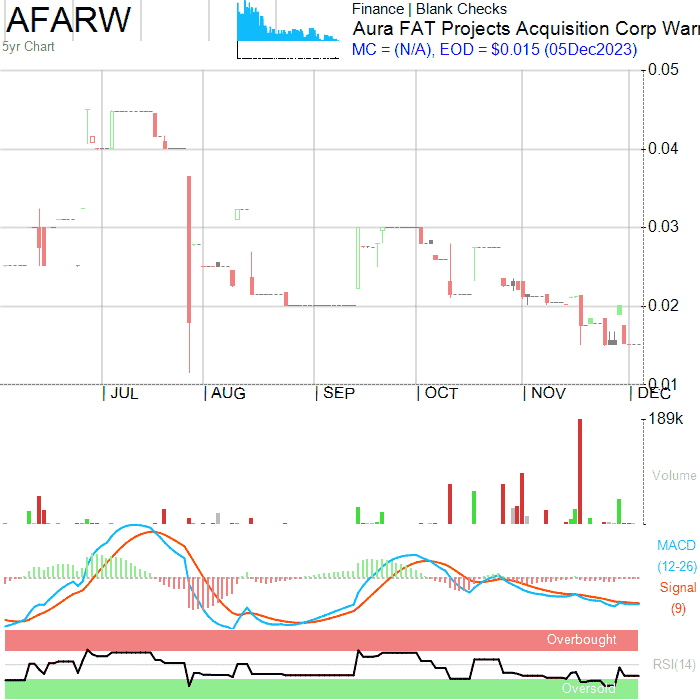 AFARW
5yr Chart
Finance | Blank Checks
Aura FAT Projects Acquisition Corp Warr
MC = (N/A), EOD = $0.015 (05Dec2023)
0.05
0.04
0.03
0.02
0.01
JUL AUG SEP OCT NOV DEC
189k
Volume
MACD
(12-26)
Signal
(9)
Overbought
RSI(14)
Oversold